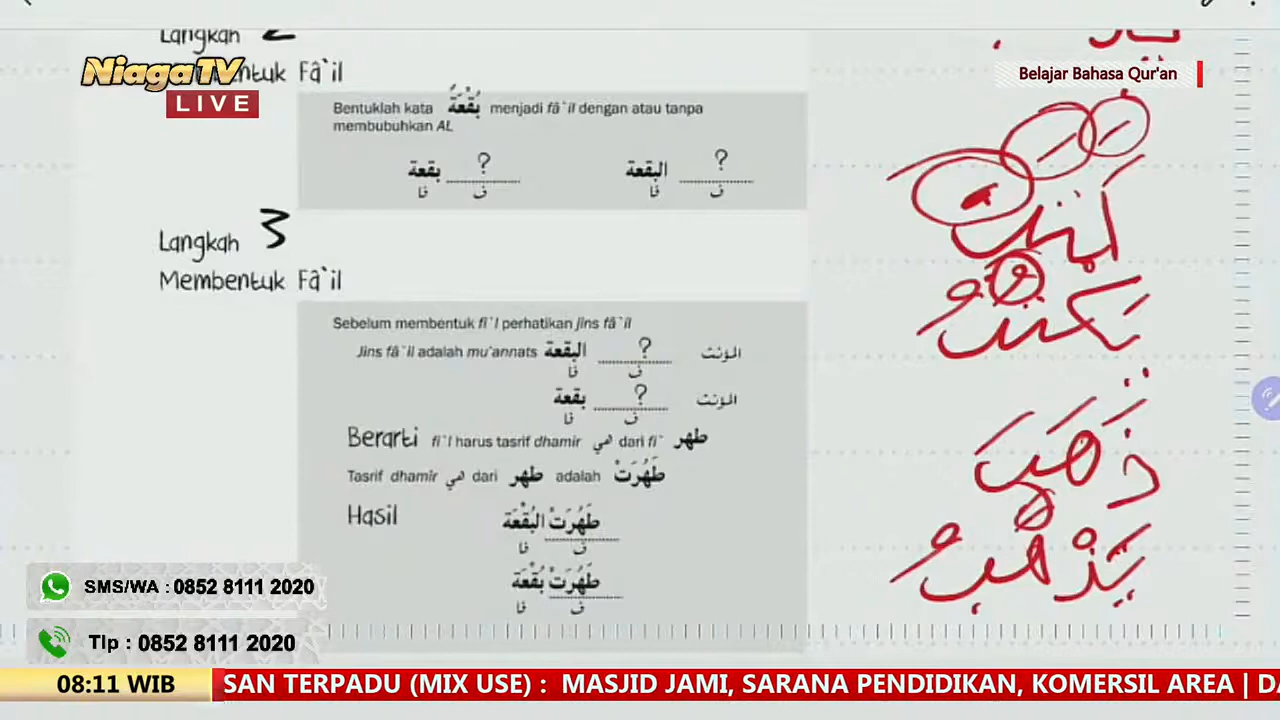 Langkah 2
NiagaTV
LIVE
Fâ`il
Belajar Bahasa Qur'an
Bentuklah kata بُقْعَةٌ menjadi fâ`il dengan atau tanpa
membubuhkan AL
? بقعة
ف فا
? البقعة
ف فا
Langkah 3
Membentuk Fâ`il
Sebelum membentuk fi`l perhatikan jins fâ`il
Jins fâ`il adalah mu'annats البقعة ? المؤنث
ف فا
بقعة ? المؤنث
ف فا
Berarti fi`l harus tasrif dhamir هي dari fi` طهر
Tasrif dhamir هي dari طهر adalah طَهُرَتْ
Hasil طَهُرَتْ البُقْعَة
ف فا
طَهُرَتْ بُقْعَة
ف فا
كتب
يكتب
ذهب
يذهب
SMS/WA : 0852 8111 2020
Tlp : 0852 8111 2020
08:11 WIB
SAN TERPADU (MIX USE) : MASJID JAMI, SARANA PENDIDIKAN, KOMERSIL AREA |